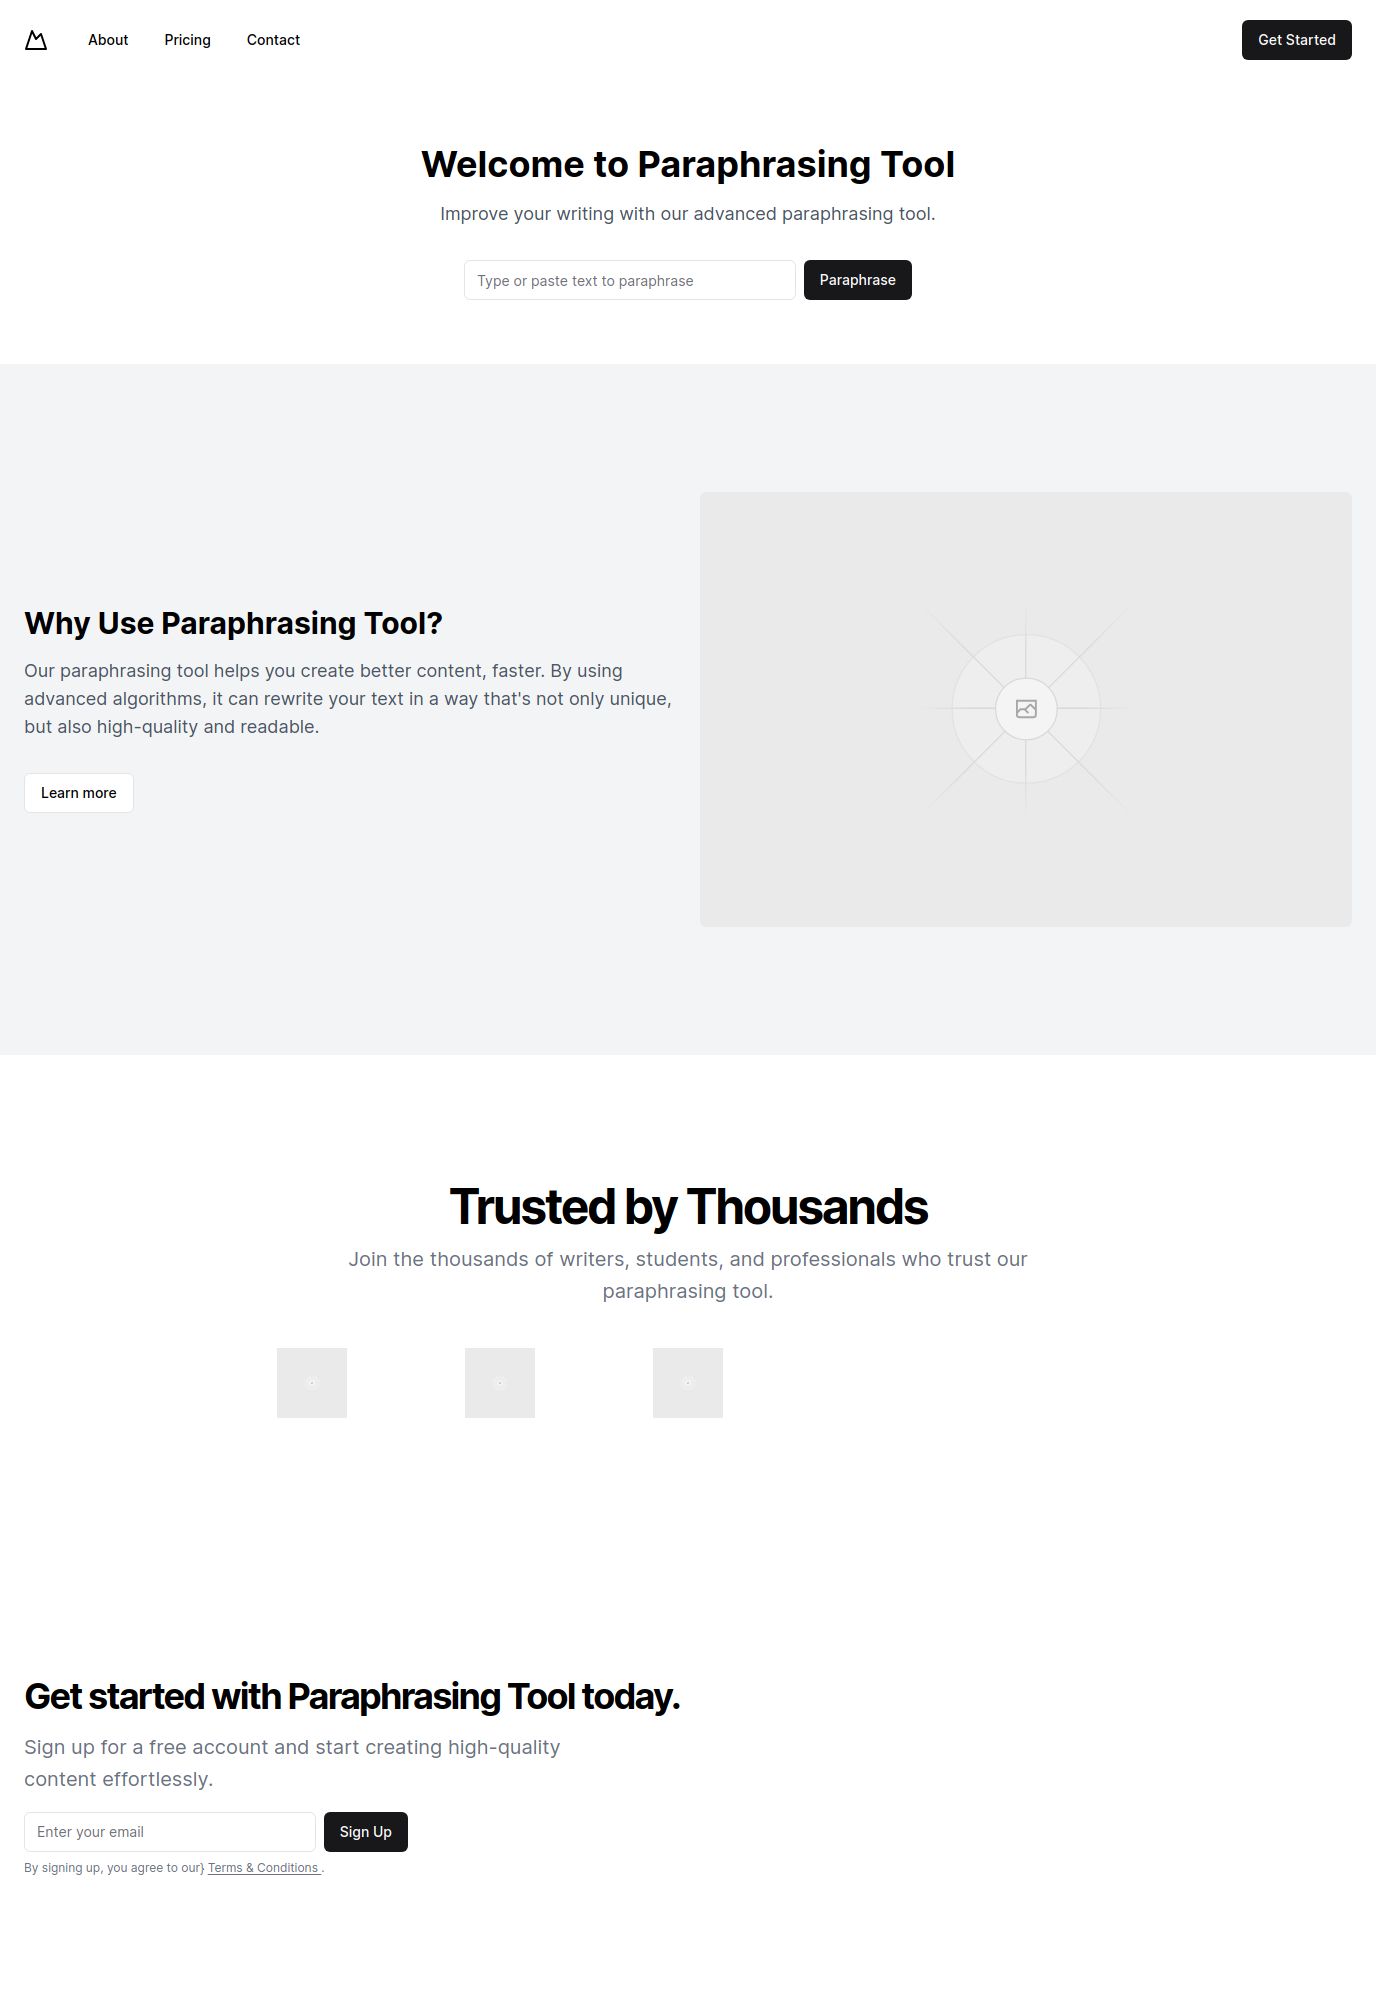 About Pricing Contact Get Started
Welcome to Paraphrasing Tool
Improve your writing with our advanced paraphrasing tool.
Type or paste text to paraphrase Paraphrase
Why Use Paraphrasing Tool?
Our paraphrasing tool helps you create better content, faster. By using
advanced algorithms, it can rewrite your text in a way that's not only unique,
but also high-quality and readable.
Learn more
Trusted by Thousands
Join the thousands of writers, students, and professionals who trust our
paraphrasing tool.
Get started with Paraphrasing Tool today.
Sign up for a free account and start creating high-quality
content effortlessly.
Enter your email Sign Up
By signing up, you agree to our} Terms & Conditions .